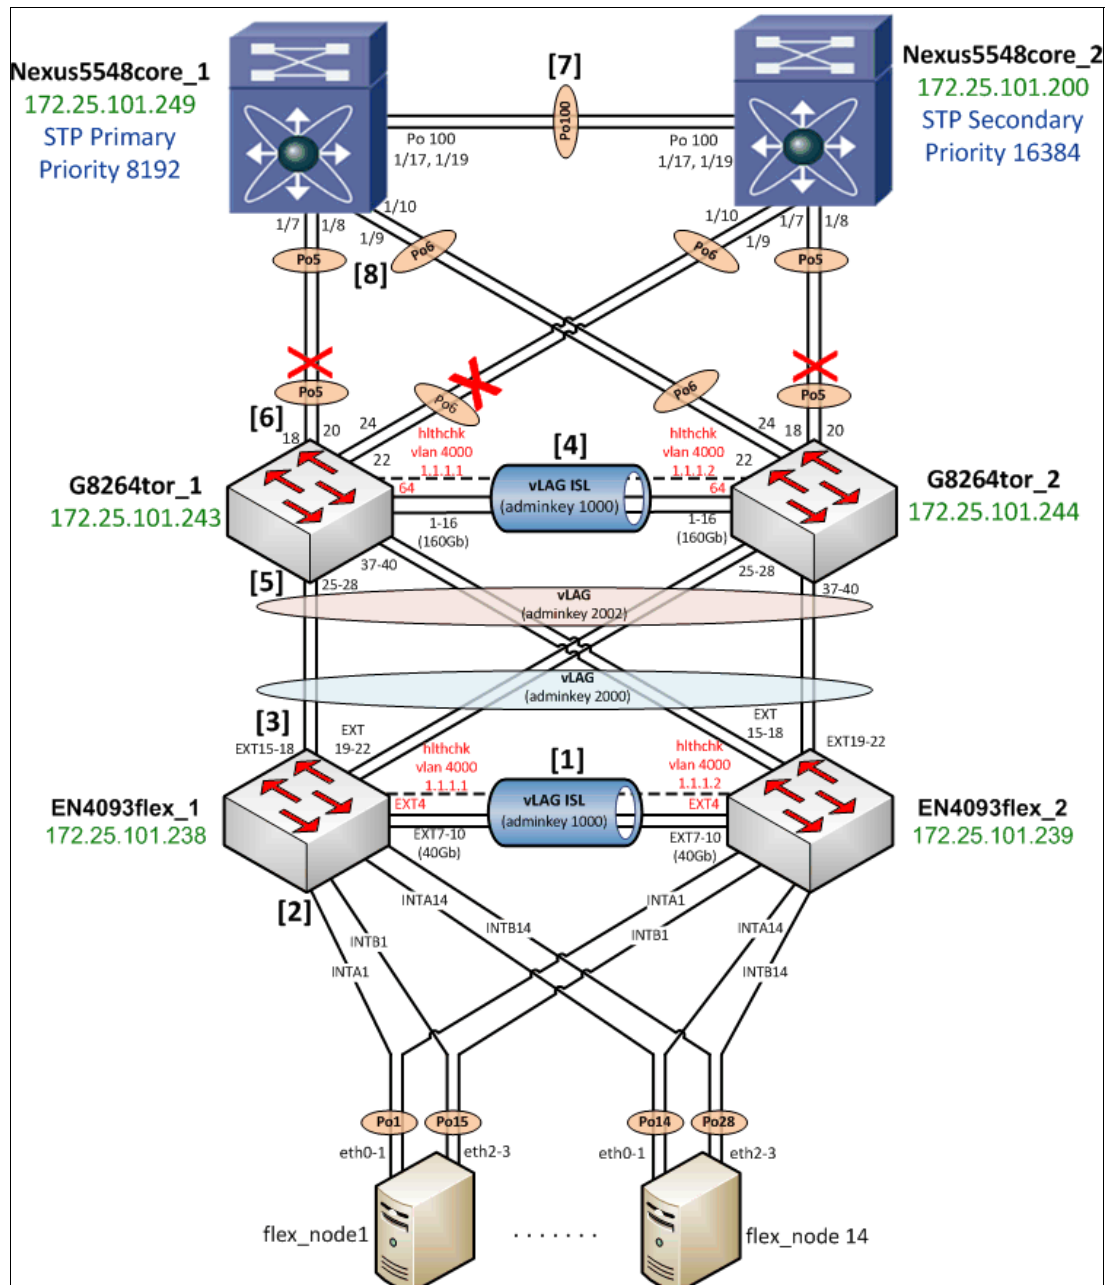 Nexus5548core_1
172.25.101.249
STP Primary
Priority 8192
Nexus5548core_2
172.25.101.200
STP Secondary
Priority 16384
[7]
Po100
Po 100
1/17, 1/19
Po 100
1/17, 1/19
1/7
1/8
1/10
1/9
1/10
1/9
1/7
1/8
Po5
Po6
[8]
Po6
Po5
Po5
Po6
Po6
Po5
[6]
18
20
24
22
24
22
18
20
hlthchk
vlan 4000
1.1.1.1
64
[4]
hlthchk
vlan 4000
1.1.1.2
64
vLAG ISL
(adminkey 1000)
G8264tor_1
172.25.101.243
G8264tor_2
172.25.101.244
1-16
(160Gb)
1-16
(160Gb)
[5]
25-28
37-40
25-28
37-40
vLAG
(adminkey 2002)
vLAG
(adminkey 2000)
[3]
EXT15-18
EXT
19-22
EXT
15-18
EXT19-22
hlthchk
vlan 4000
1.1.1.1
EXT4
[1]
hlthchk
vlan 4000
1.1.1.2
EXT4
vLAG ISL
(adminkey 1000)
EN4093flex_1
172.25.101.238
EN4093flex_2
172.25.101.239
EXT7-10
(40Gb)
EXT7-10
(40Gb)
[2]
INTA14
INTB14
INTA1
INTB1
INTA14
INTB14
INTB1
INTA1
Po1
Po15
Po14
Po28
eth0-1
eth2-3
eth0-1
eth2-3
flex_node1
. . . . . . .
flex_node 14